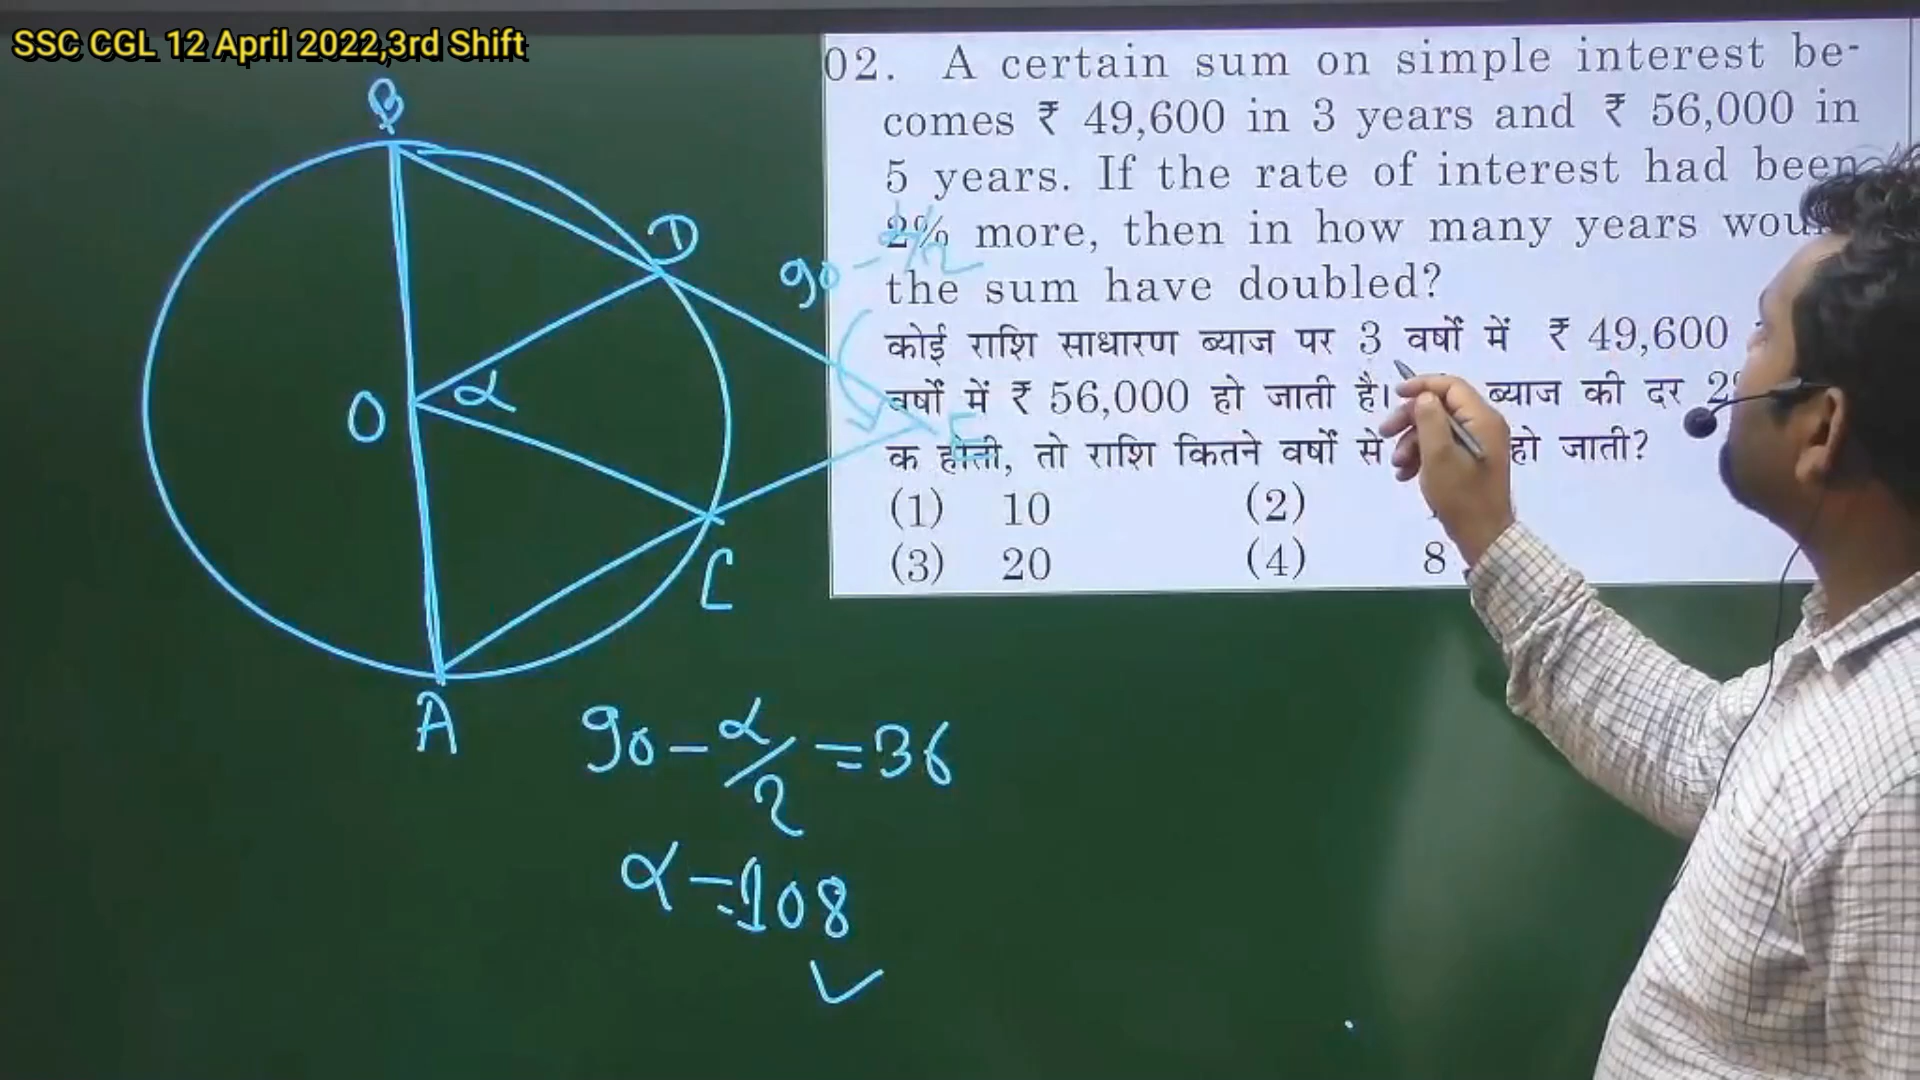 SSC CGL 12 April 2022,3rd Shift
02. A certain sum on simple interest be-
comes ₹ 49,600 in 3 years and ₹ 56,000 in
5 years. If the rate of interest had been
2% more, then in how many years
the sum have doubled?
कोई राशि साधारण ब्याज पर 3 वर्षों में ₹ 49,600
वर्षों में ₹ 56,000 हो जाती है। ब्याज की दर
क होती, तो राशि कितने वर्षों से हो जाती?
(1) 10 (2)
(3) 20 (4) 8
B
D
90 - α/2
O α
E
C
A
90 - α/2 = 36
α = 108